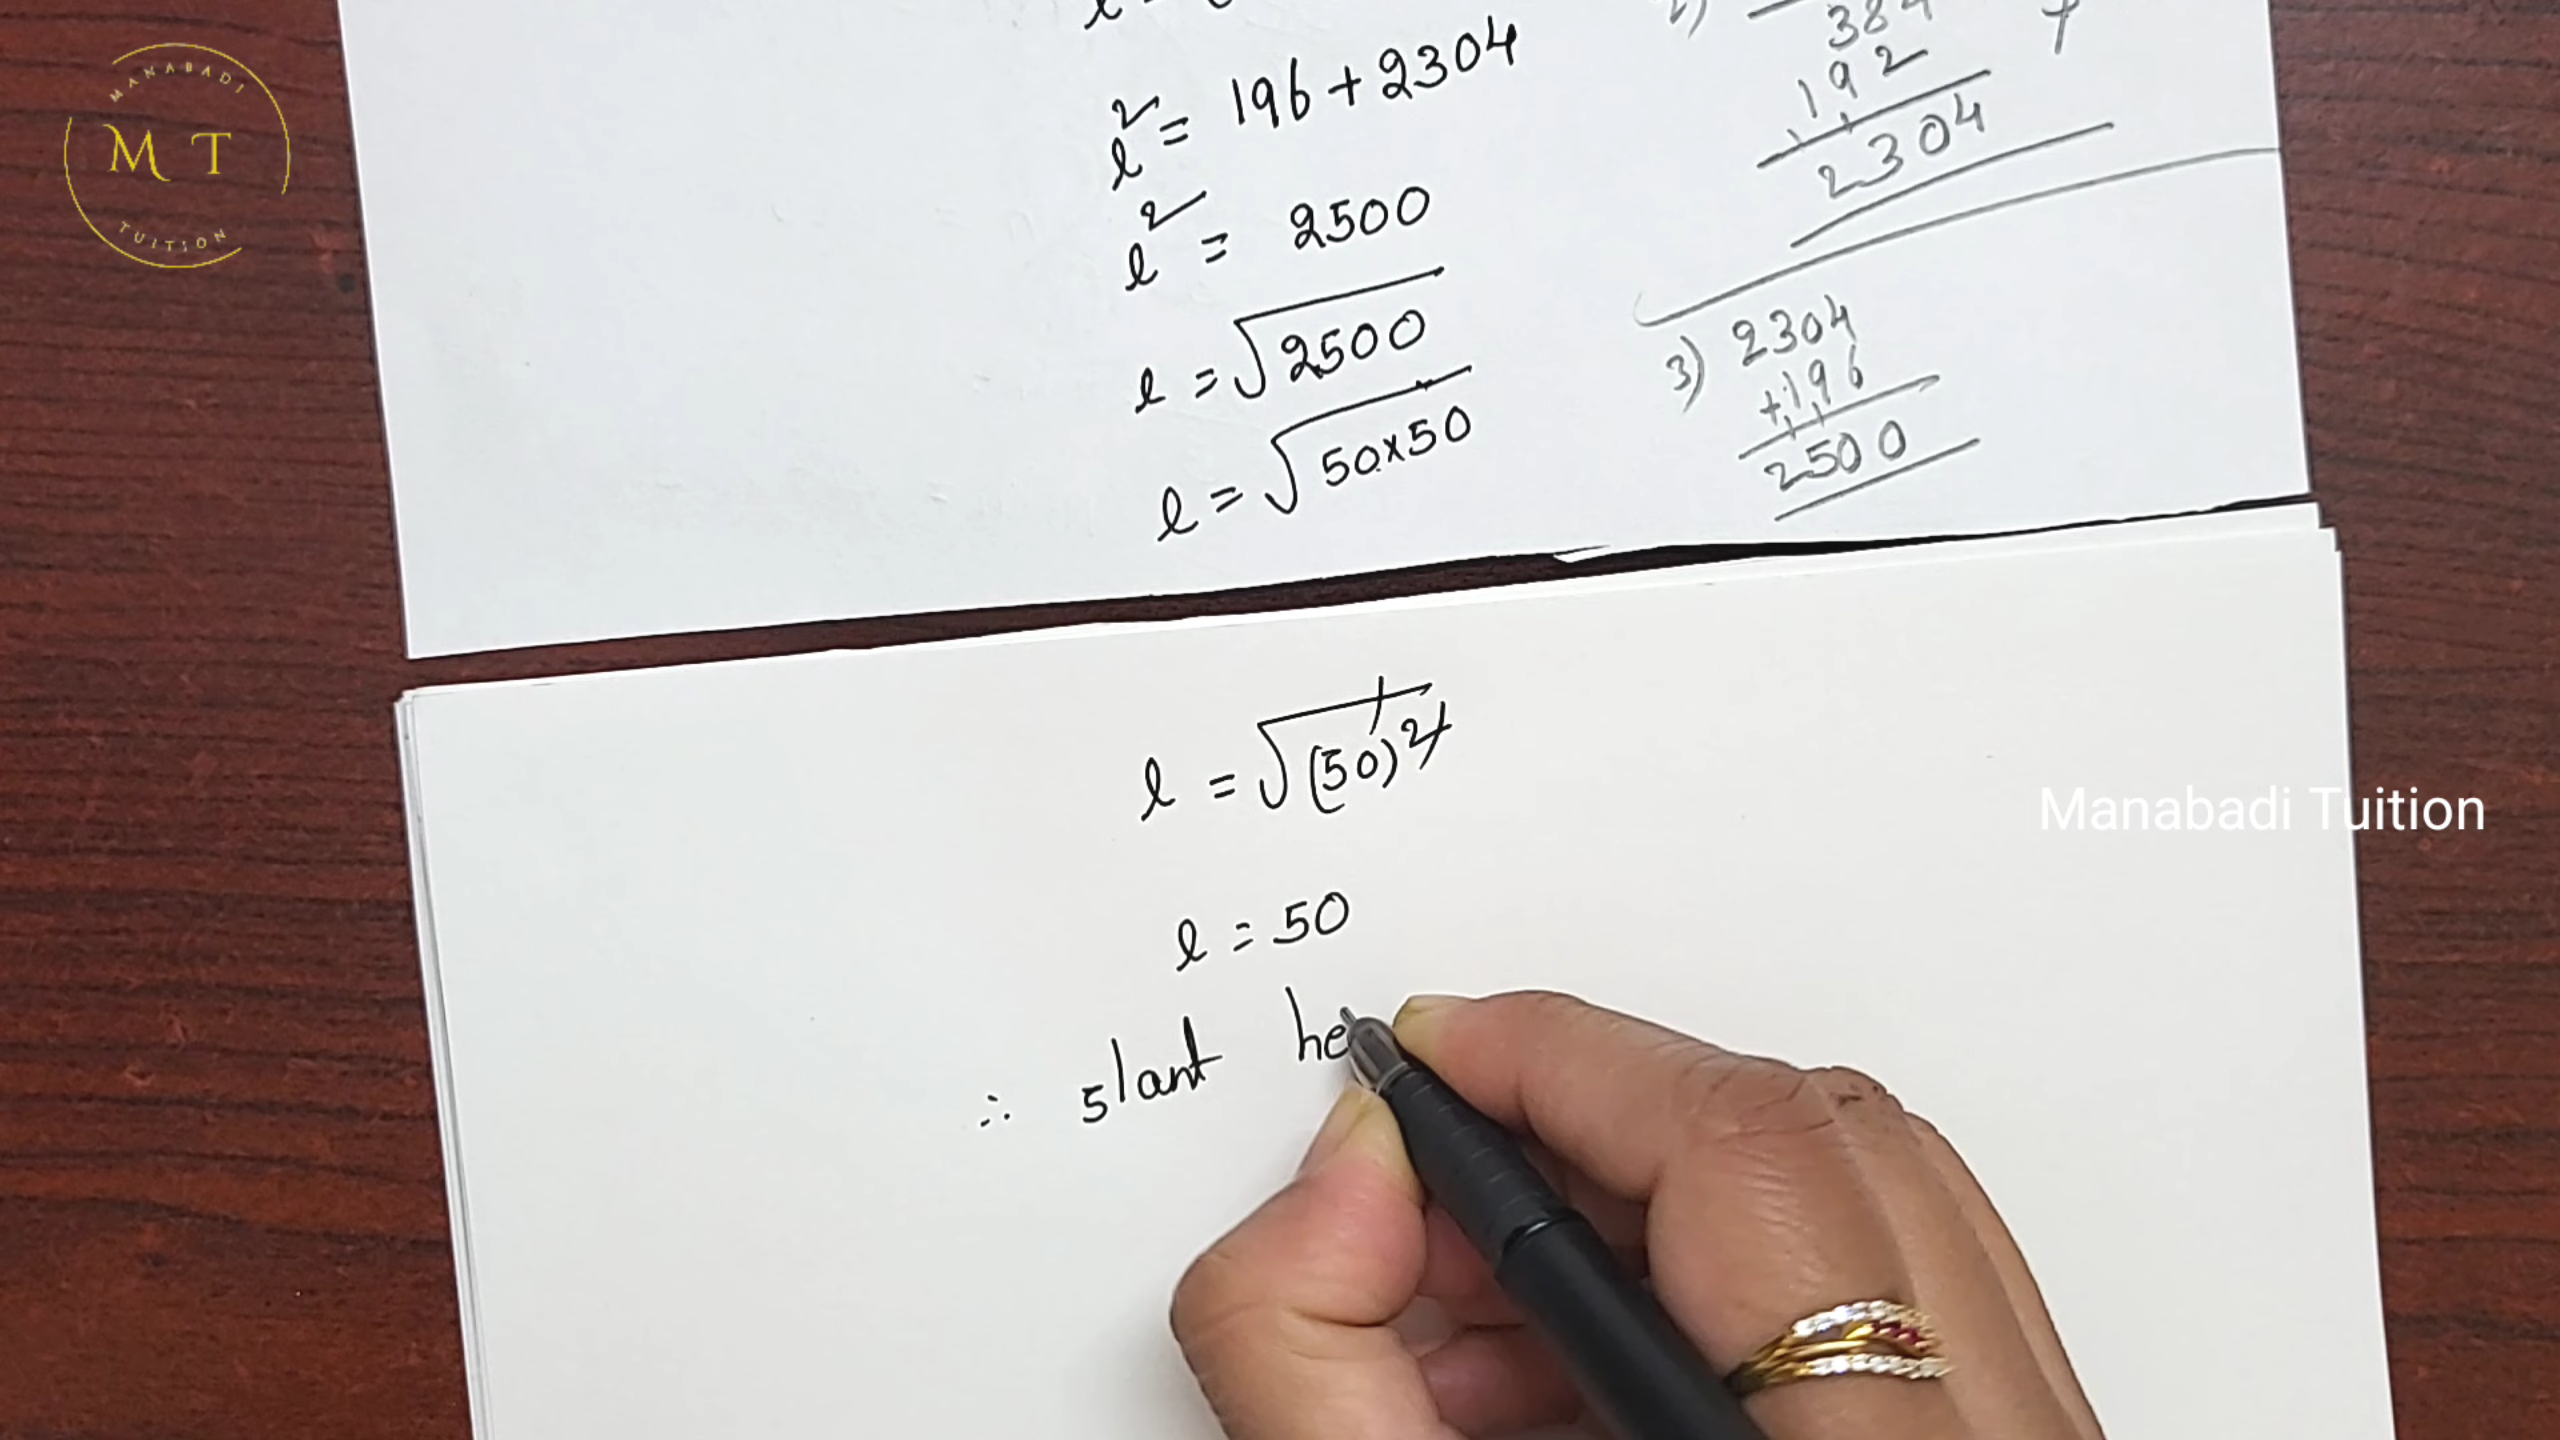 MANABADI
M T
TUITION
l² = 196 + 2304
l² = 2500
l = √2500
l = √50×50
2)
384
192
2304
3) 2304
+196
2500
l = √(50)²
Manabadi Tuition
l = 50
∴ slant he